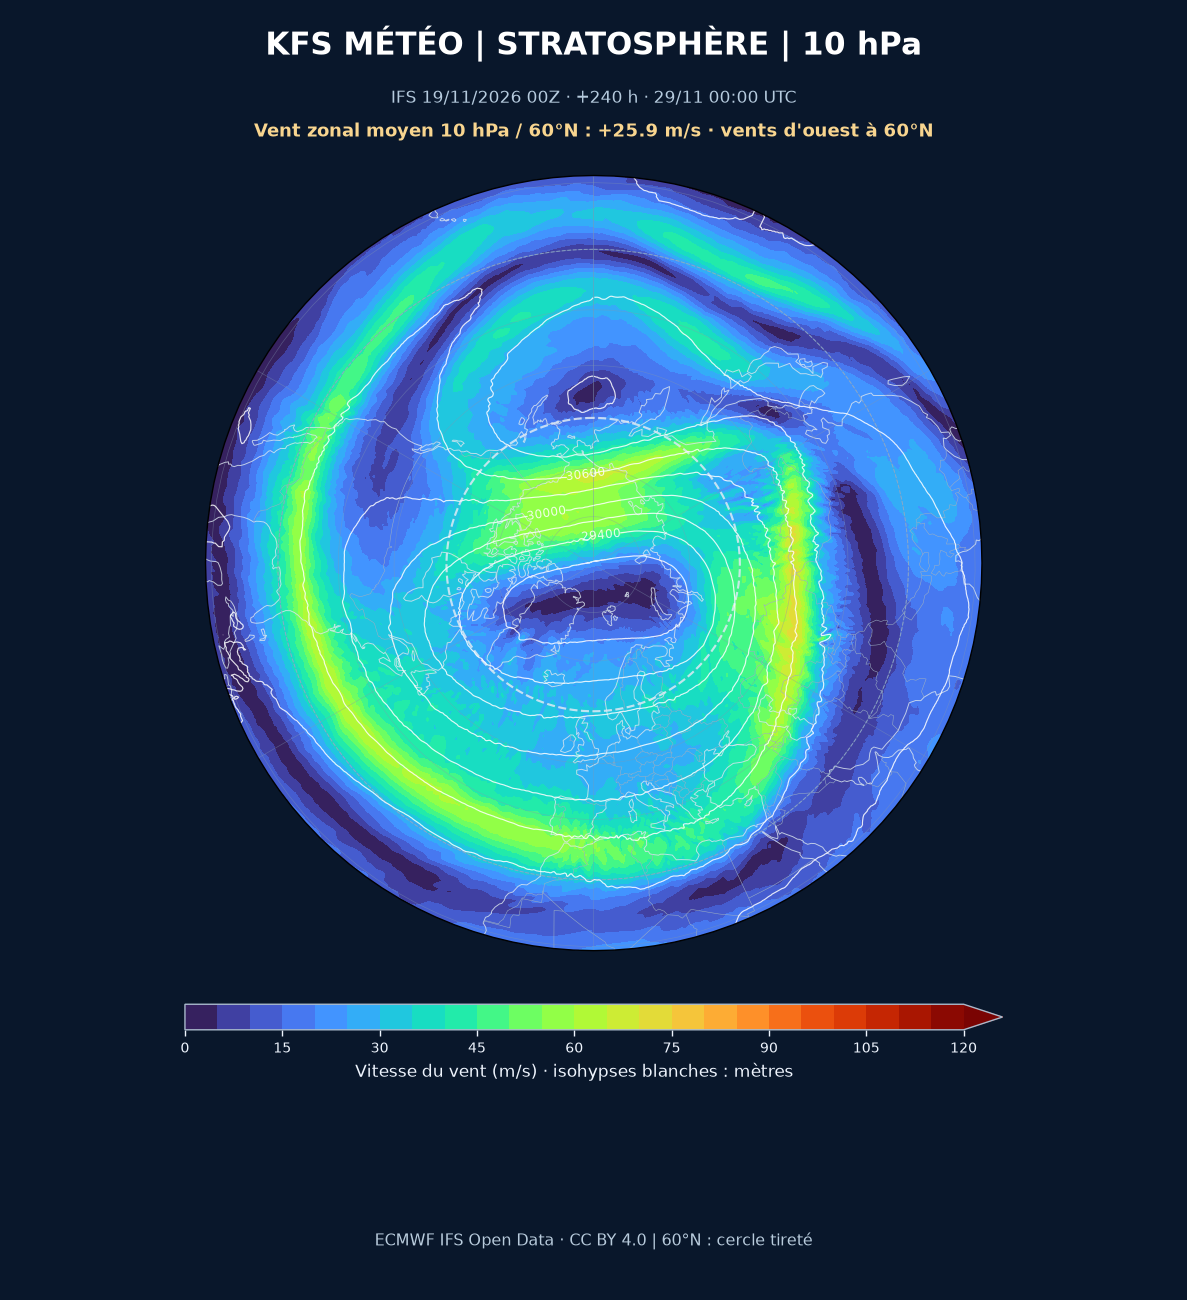 KFS MÉTÉO | STRATOSPHÈRE | 10 hPa
IFS 19/11/2026 00Z · +240 h · 29/11 00:00 UTC
Vent zonal moyen 10 hPa / 60°N : +25.9 m/s · vents d'ouest à 60°N
30600
30000
29400
0 15 30 45 60 75 90 105 120
Vitesse du vent (m/s) · isohypses blanches : mètres
ECMWF IFS Open Data · CC BY 4.0 | 60°N : cercle tireté